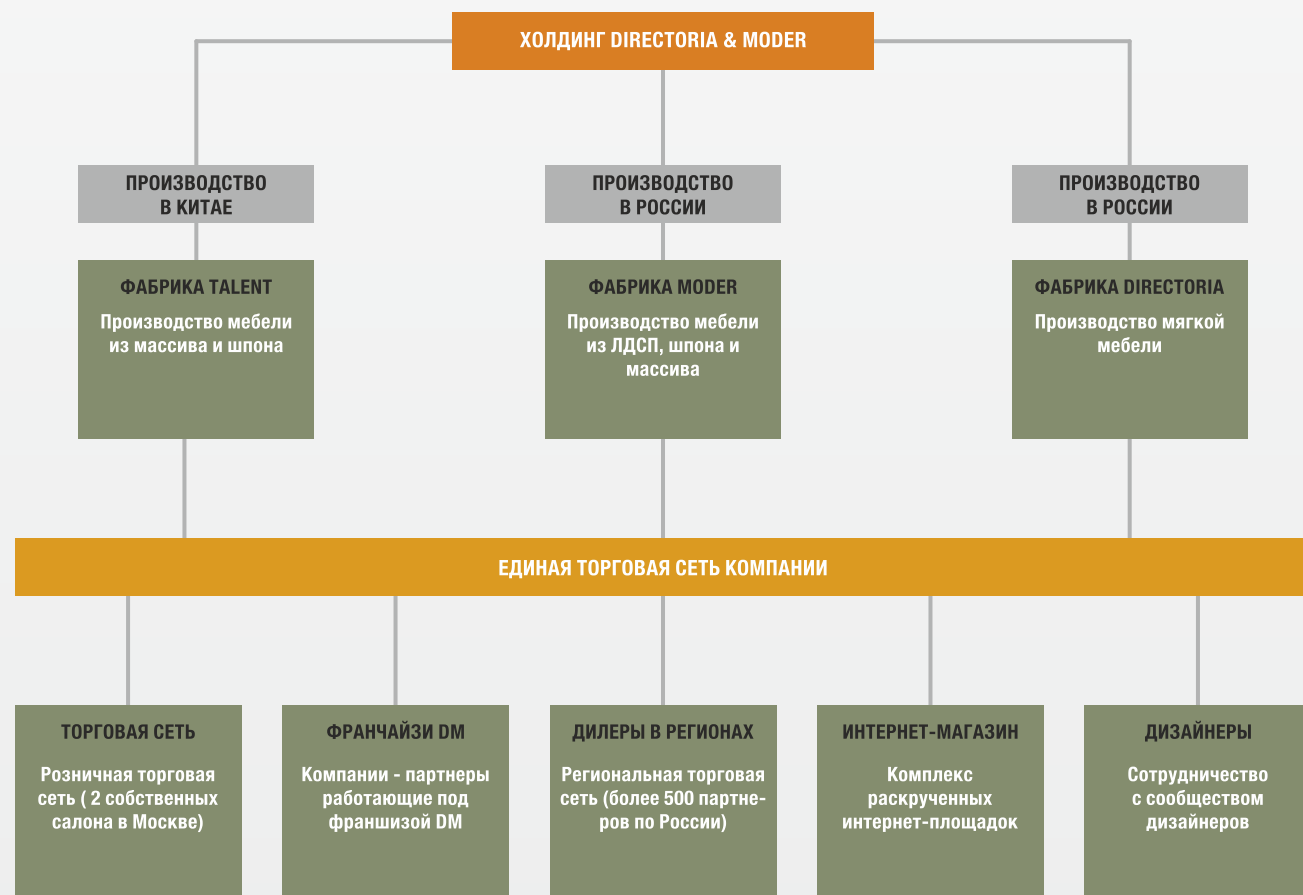 ХОЛДИНГ DIRECTORIA & MODER
ПРОИЗВОДСТВО
В КИТАЕ
ПРОИЗВОДСТВО
В РОССИИ
ПРОИЗВОДСТВО
В РОССИИ
ФАБРИКА TALENT
Производство мебели
из массива и шпона
ФАБРИКА MODER
Производство мебели
из ЛДСП, шпона и
массива
ФАБРИКА DIRECTORIA
Производство мягкой
мебели
ЕДИНАЯ ТОРГОВАЯ СЕТЬ КОМПАНИИ
ТОРГОВАЯ СЕТЬ
Розничная торговая
сеть ( 2 собственных
салона в Москве)
ФРАНЧАЙЗИ DM
Компании - партнеры
работающие под
франшизой DM
ДИЛЕРЫ В РЕГИОНАХ
Региональная торговая
сеть (более 500 партне-
ров по России)
ИНТЕРНЕТ-МАГАЗИН
Комплекс
раскрученных
интернет-площадок
ДИЗАЙНЕРЫ
Сотрудничество
с сообществом
дизайнеров